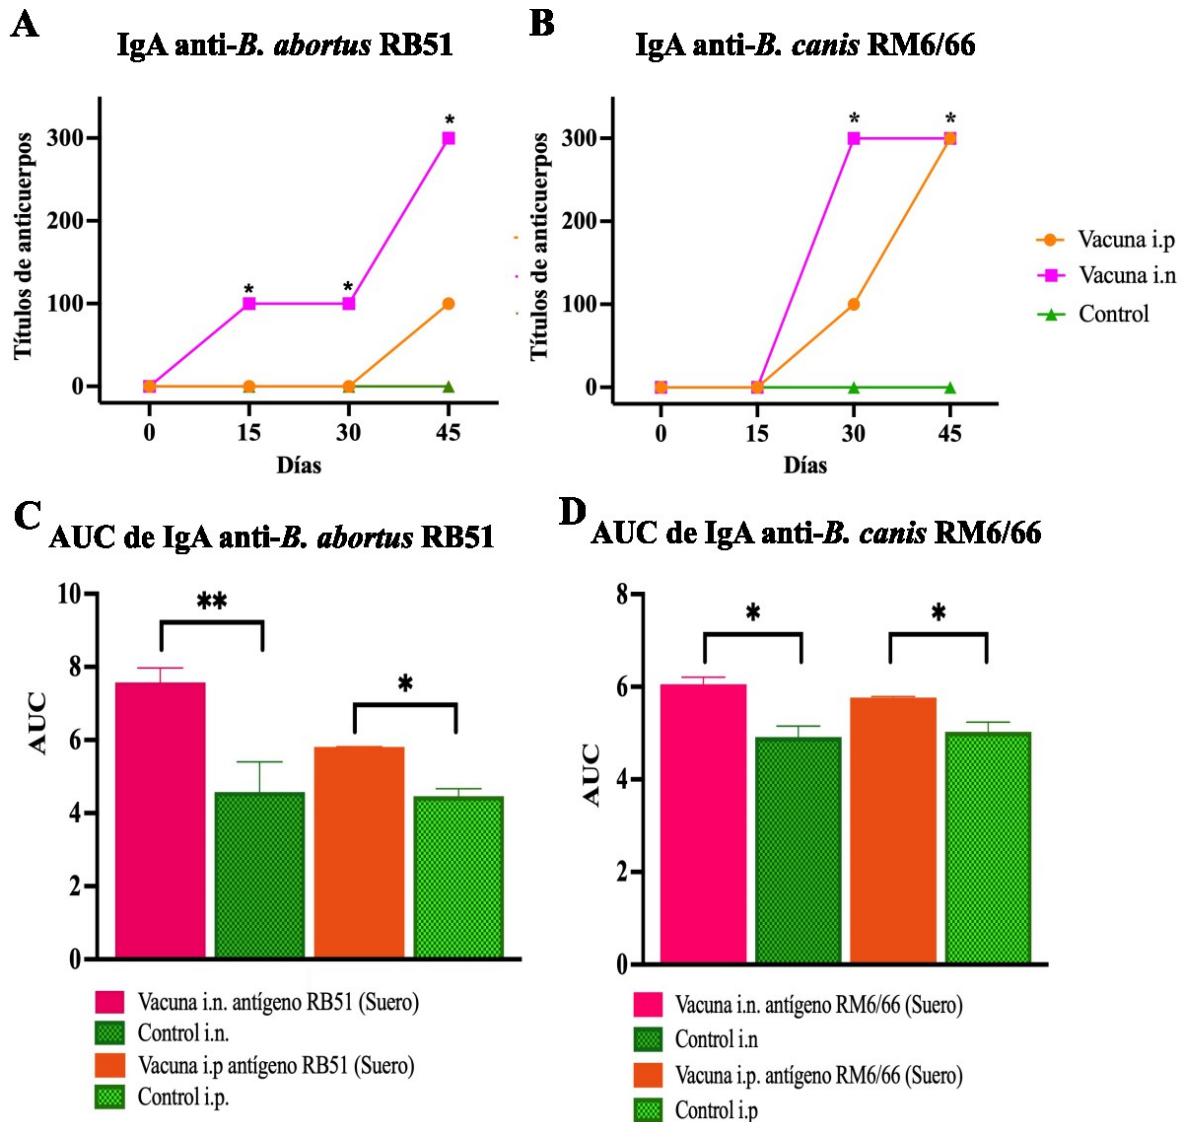 A
IgA anti-B. abortus RB51
Títulos de anticuerpos
300
200
100
0
*
*
*
0 15 30 45
Días
B
IgA anti-B. canis RM6/66
Títulos de anticuerpos
300
200
100
0
*
*
0 15 30 45
Días
Vacuna i.p
Vacuna i.n
Control
C
AUC de IgA anti-B. abortus RB51
AUC
10
8
6
4
2
0
**
*
Vacuna i.n. antígeno RB51 (Suero)
Control i.n.
Vacuna i.p antígeno RB51 (Suero)
Control i.p.
D
AUC de IgA anti-B. canis RM6/66
AUC
8
6
4
2
0
*
*
Vacuna i.n. antígeno RM6/66 (Suero)
Control i.n
Vacuna i.p. antígeno RM6/66 (Suero)
Control i.p